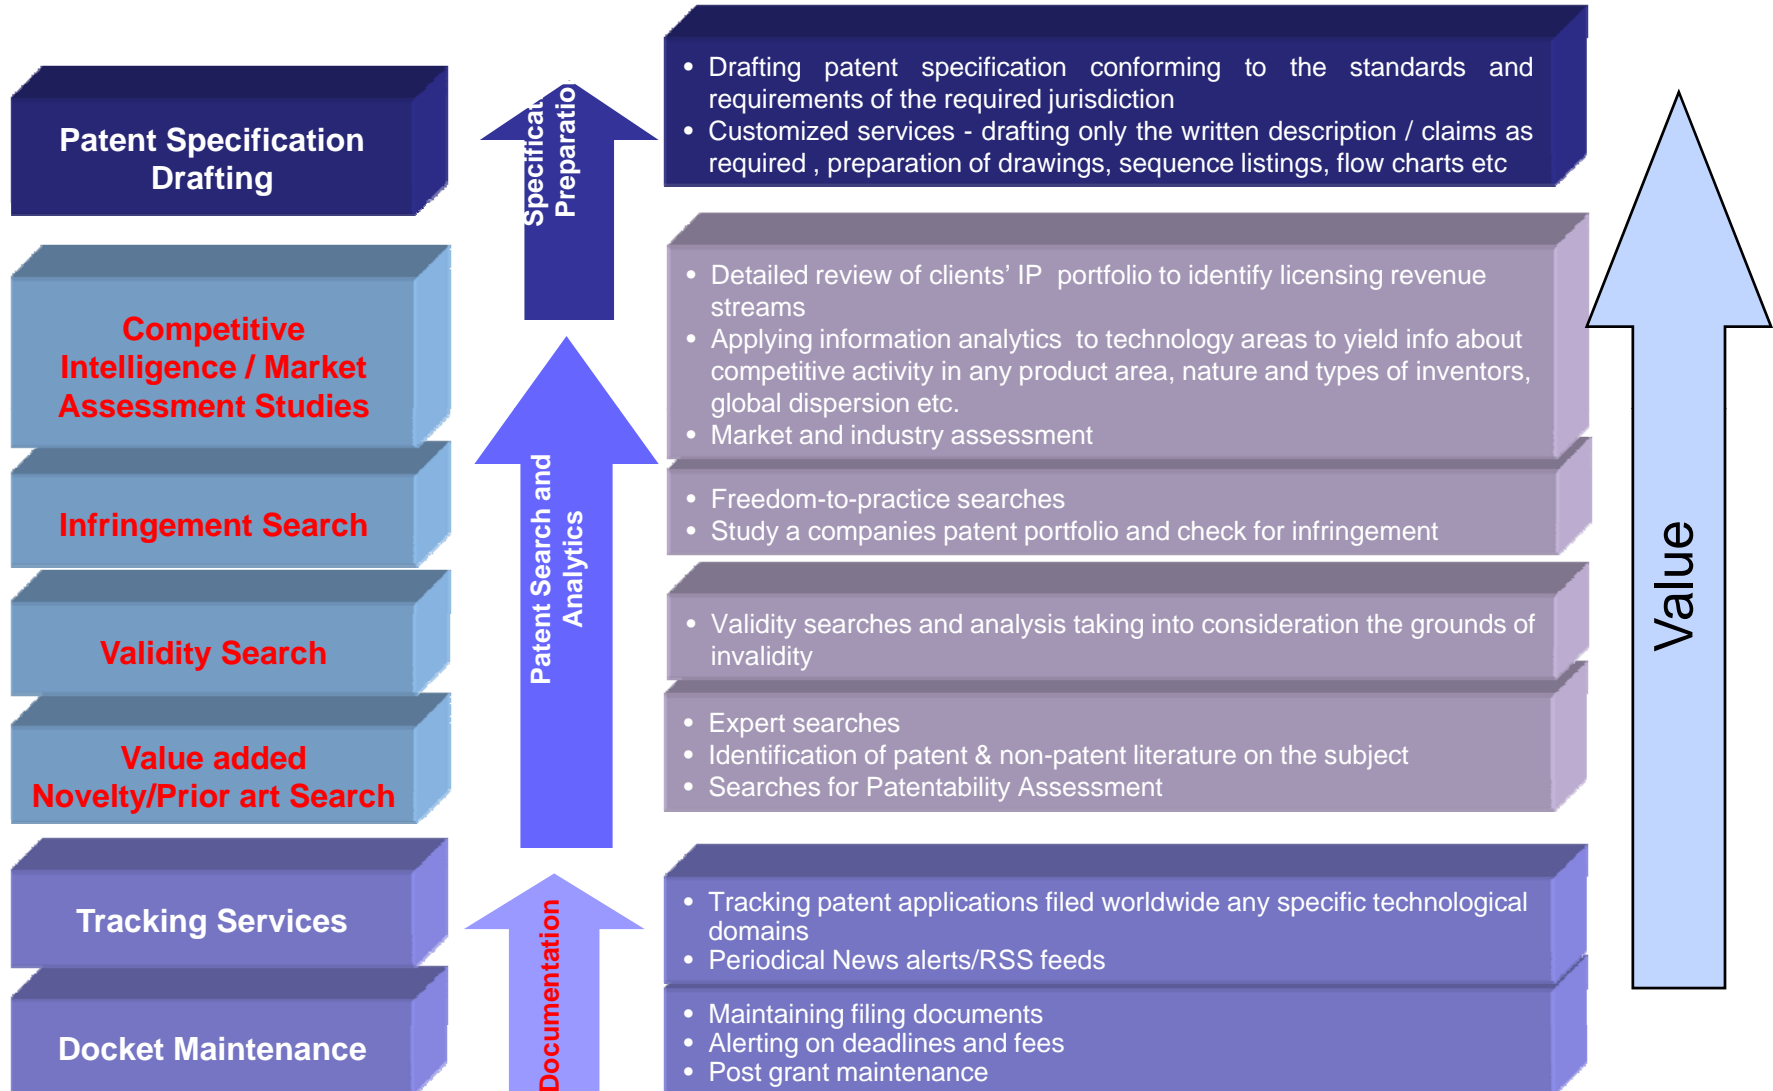 Patent Specification
Drafting
Specificat
Preparatio
• Drafting patent specification conforming to the standards and
requirements of the required jurisdiction
• Customized services - drafting only the written description / claims as
required , preparation of drawings, sequence listings, flow charts etc
Competitive
Intelligence / Market
Assessment Studies
• Detailed review of clients’ IP portfolio to identify licensing revenue
streams
• Applying information analytics to technology areas to yield info about
competitive activity in any product area, nature and types of inventors,
global dispersion etc.
• Market and industry assessment
Infringement Search
• Freedom-to-practice searches
• Study a companies patent portfolio and check for infringement
Patent Search and
Analytics
Validity Search
• Validity searches and analysis taking into consideration the grounds of
invalidity
Value added
Novelty/Prior art Search
• Expert searches
• Identification of patent & non-patent literature on the subject
• Searches for Patentability Assessment
Tracking Services
• Tracking patent applications filed worldwide any specific technological
domains
• Periodical News alerts/RSS feeds
Documentation
Docket Maintenance
• Maintaining filing documents
• Alerting on deadlines and fees
• Post grant maintenance
Value